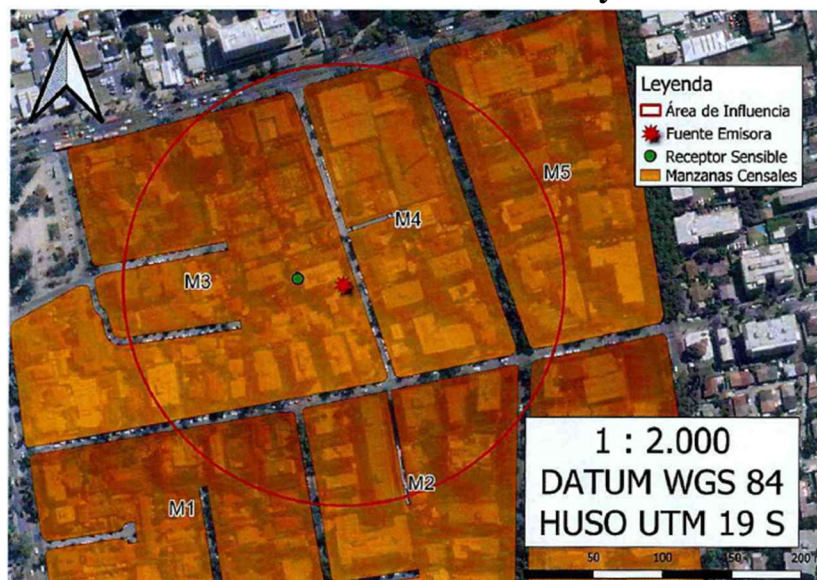 Leyenda
Área de Influencia
Fuente Emisora
Receptor Sensible
Manzanas Censales
M5
M4
M3
M2
M1
1 : 2.000
DATUM WGS 84
HUSO UTM 19 S
50 100 150 200